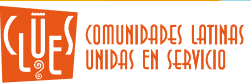 CLUES
COMUNIDADES LATINAS
UNIDAS EN SERVICIO